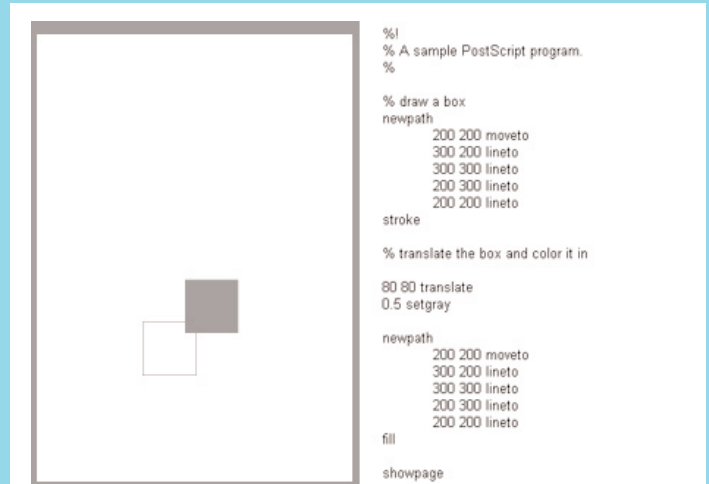 %!
% A sample PostScript program.
%
% draw a box
newpath
200 200 moveto
300 200 lineto
300 300 lineto
200 300 lineto
200 200 lineto
stroke
% translate the box and color it in
80 80 translate
0.5 setgray
newpath
200 200 moveto
300 200 lineto
300 300 lineto
200 300 lineto
200 200 lineto
fill
showpage